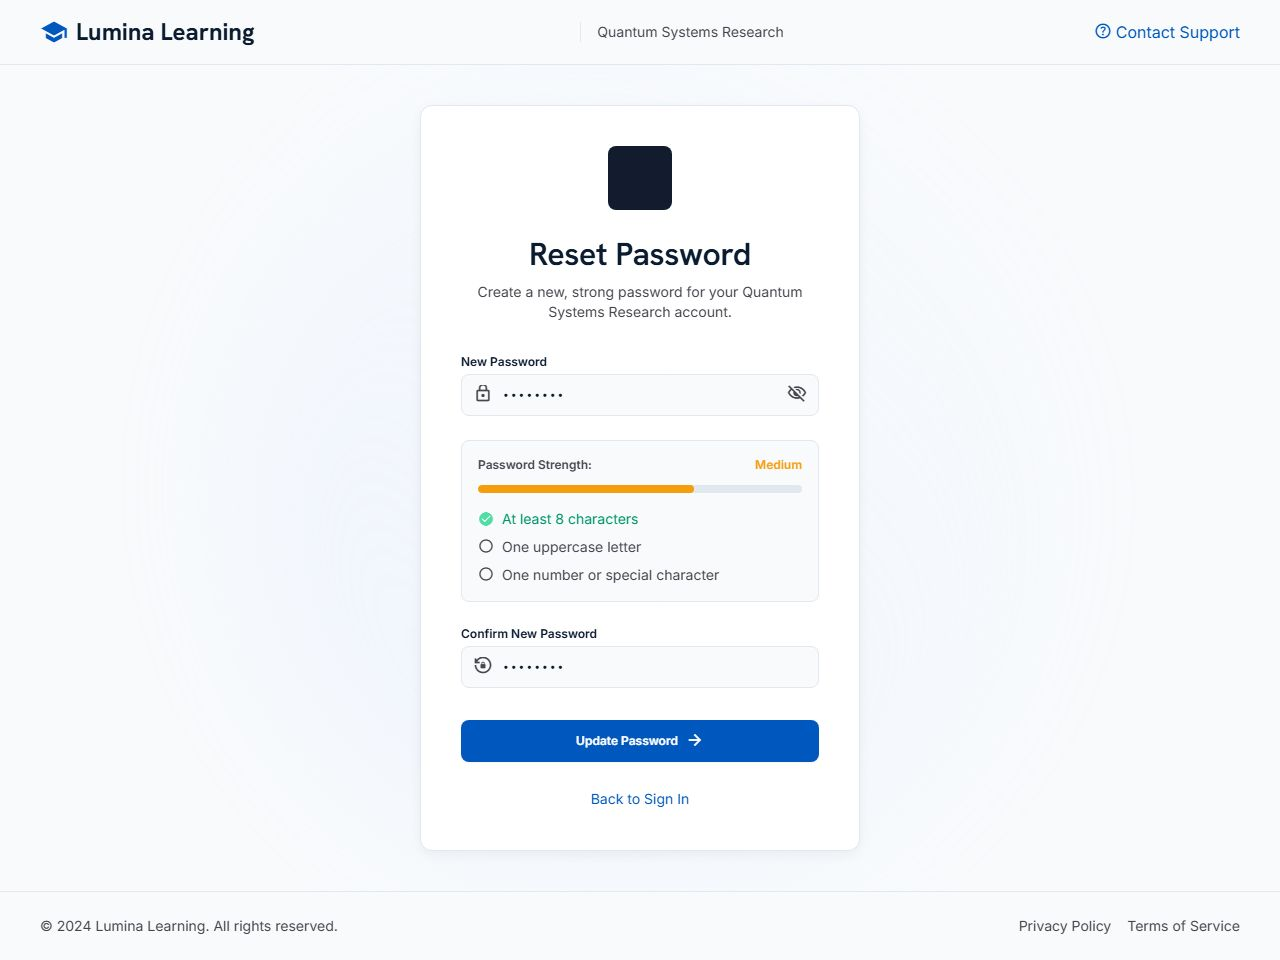 Lumina Learning
Quantum Systems Research
Contact Support
Reset Password
Create a new, strong password for your Quantum
Systems Research account.
New Password
••••••••
Password Strength:
Medium
At least 8 characters
One uppercase letter
One number or special character
Confirm New Password
••••••••
Update Password
Back to Sign In
© 2024 Lumina Learning. All rights reserved.
Privacy Policy
Terms of Service